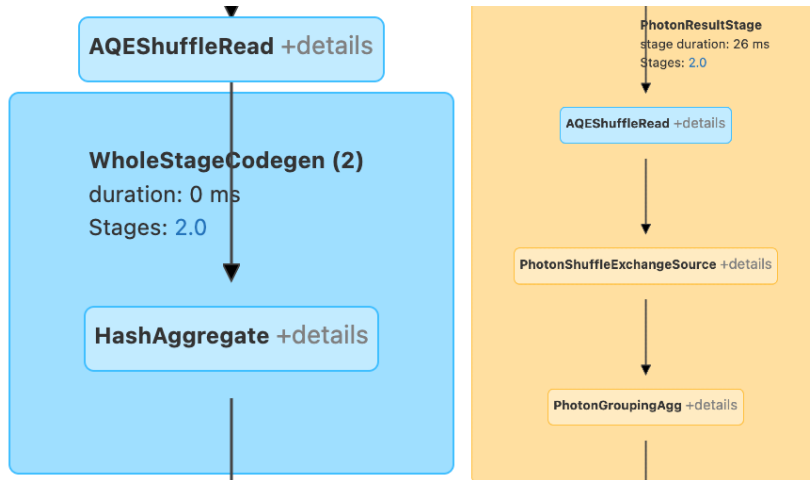 AQEShuffleRead +details
WholeStageCodegen (2)
duration: 0 ms
Stages: 2.0
HashAggregate +details
PhotonResultStage
stage duration: 26 ms
Stages: 2.0
AQEShuffleRead +details
PhotonShuffleExchangeSource +details
PhotonGroupingAgg +details